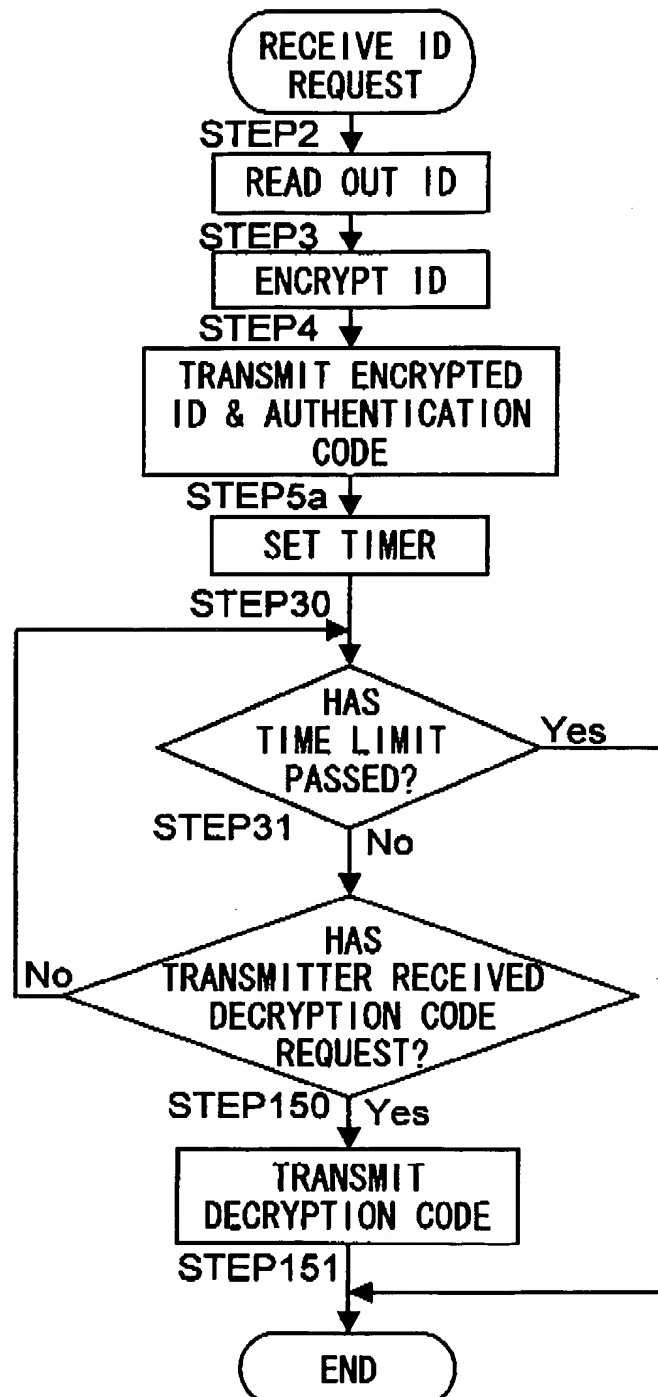 RECEIVE ID
REQUEST
STEP2
READ OUT ID
STEP3
ENCRYPT ID
STEP4
TRANSMIT ENCRYPTED
ID & AUTHENTICATION
CODE
STEP5a
SET TIMER
STEP30
HAS
TIME LIMIT
PASSED?
Yes
STEP31
No
HAS
TRANSMITTER RECEIVED
DECRYPTION CODE
REQUEST?
No
STEP150
Yes
TRANSMIT
DECRYPTION CODE
STEP151
END